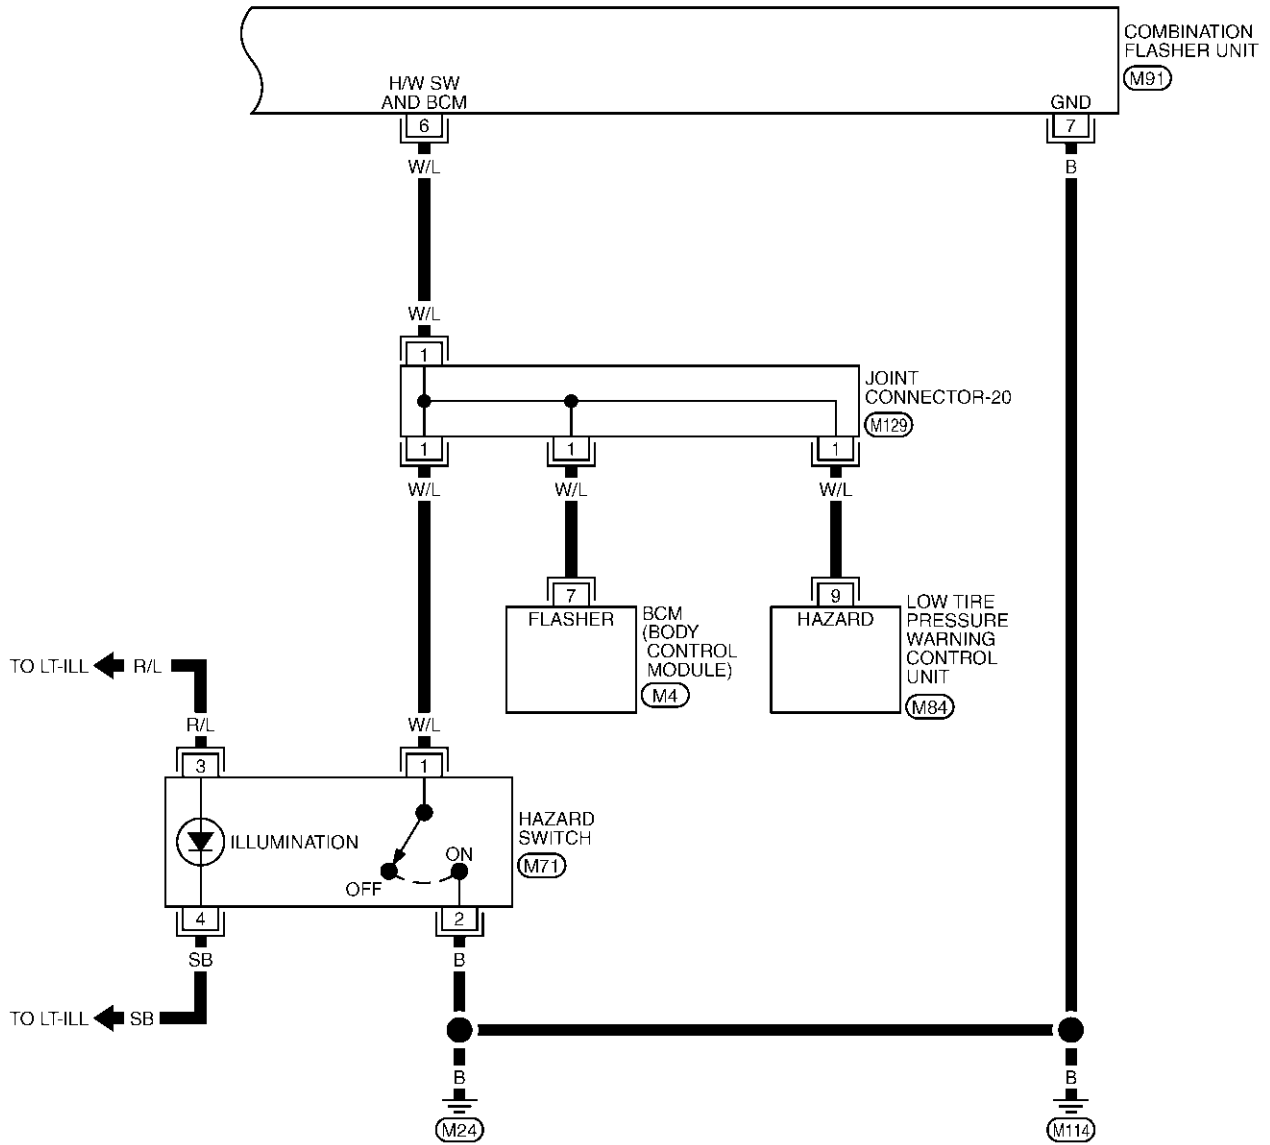 COMBINATION
FLASHER UNIT
M91
H/W SW
AND BCM
GND
6
7
W/L
B
W/L
1
JOINT
CONNECTOR-20
M129
1
1
1
W/L
W/L
W/L
7
9
FLASHER
BCM
(BODY
CONTROL
MODULE)
M4
HAZARD
LOW TIRE
PRESSURE
WARNING
CONTROL
UNIT
M84
TO LT-ILL
R/L
R/L
W/L
3
1
ILLUMINATION
OFF
ON
HAZARD
SWITCH
M71
4
2
SB
B
TO LT-ILL
SB
B
B
M24
M114